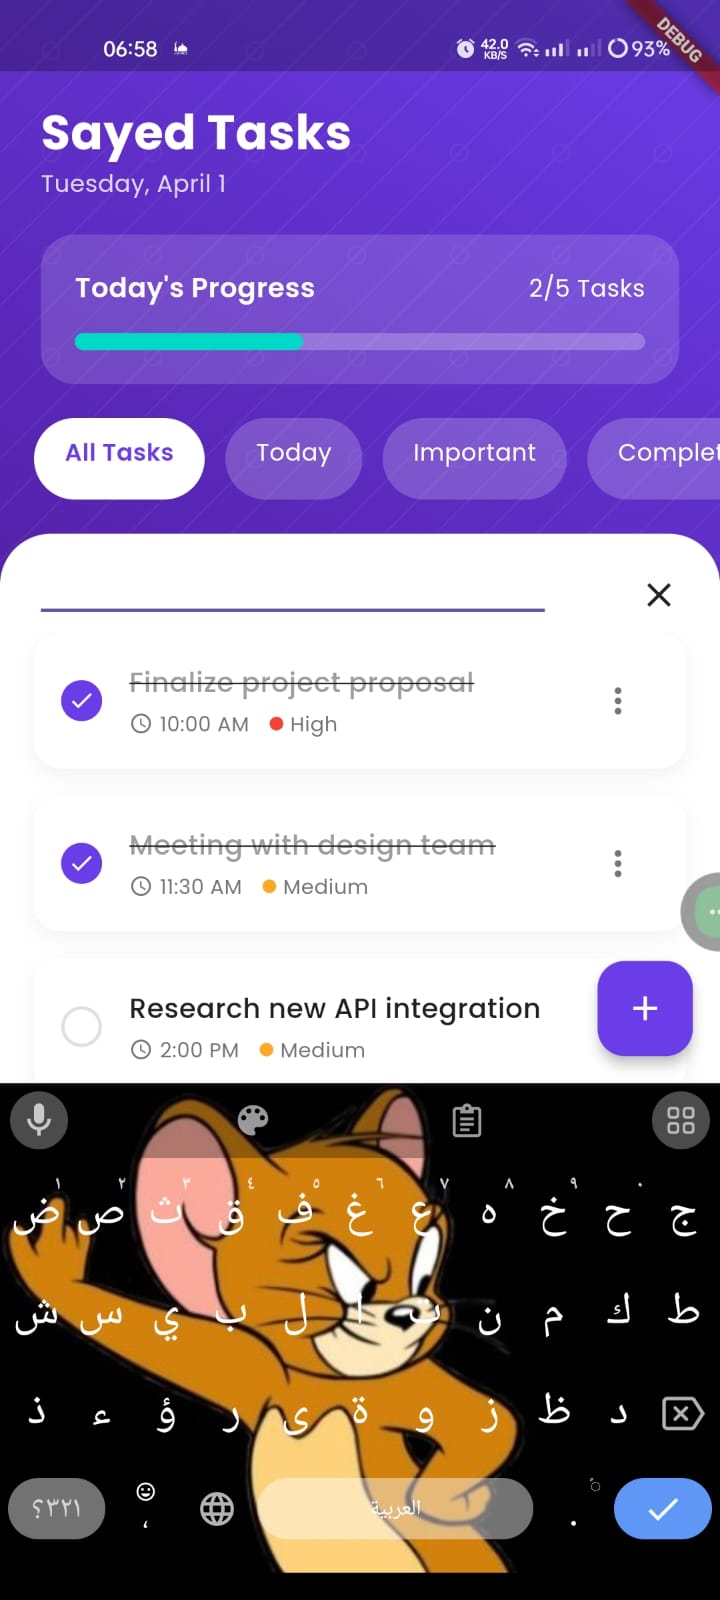 06:58
42.0
KB/S
93%
DEBUG
Sayed Tasks
Tuesday, April 1
Today's Progress
2/5 Tasks
All Tasks
Today
Important
Complet
Finalize project proposal
10:00 AM
High
Meeting with design team
11:30 AM
Medium
Research new API integration
2:00 PM
Medium
١ ٢ ٣ ٤ ٥ ٦ ٧ ٨ ٩ ٠
ض ص ث ق ف غ ع ه خ ح ج
ش س ي ب ل ا ت ن م ك ط
ذ ء ؤ ر ى ة و ز ظ د
؟٣٢١
،
العربية
.